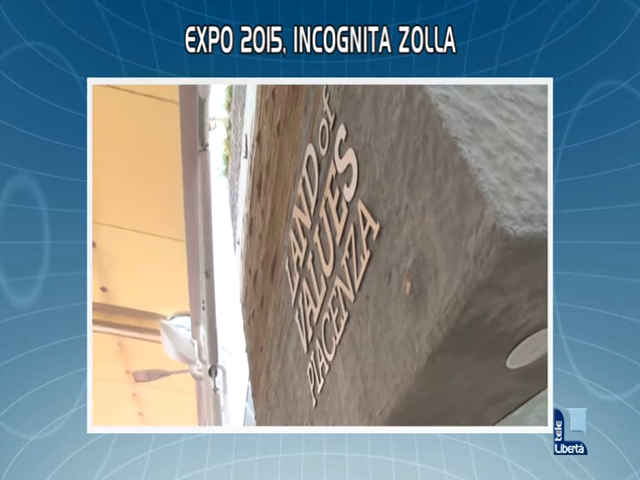 EXPO 2015, INCOGNITA ZOLLA
LAND of
VALUES
PIACENZA
tele
Libertà